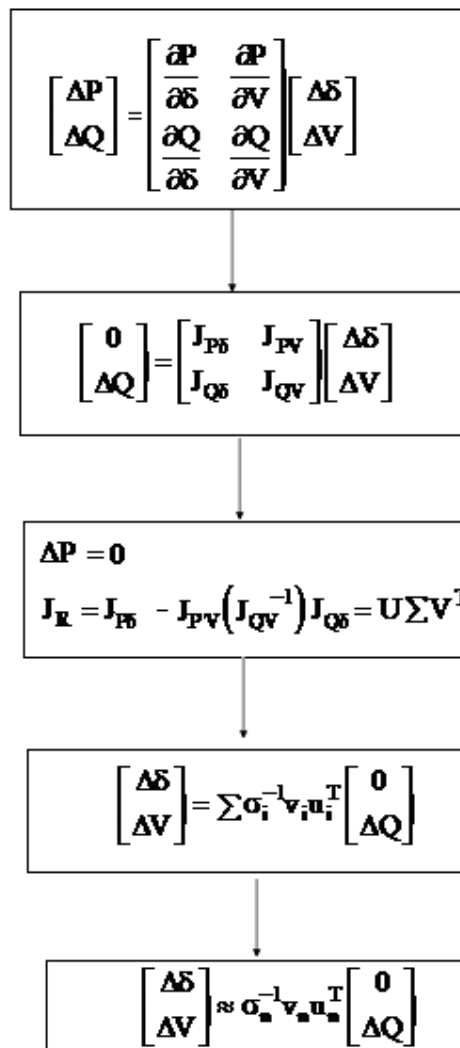 [ΔP ΔQ] = [∂P/∂δ ∂P/∂V ∂Q/∂δ ∂Q/∂V] [Δδ ΔV]
[0 ΔQ] = [J_Pδ J_PV J_Qδ J_QV] [Δδ ΔV]
ΔP = 0
J_R = J_Pδ - J_PV (J_QV^-1) J_Qδ = U∑V^T
[Δδ ΔV] = ∑σ_i^-1 v_i u_i^T [0 ΔQ]
[Δδ ΔV] ≈ σ_n^-1 v_n u_n^T [0 ΔQ]